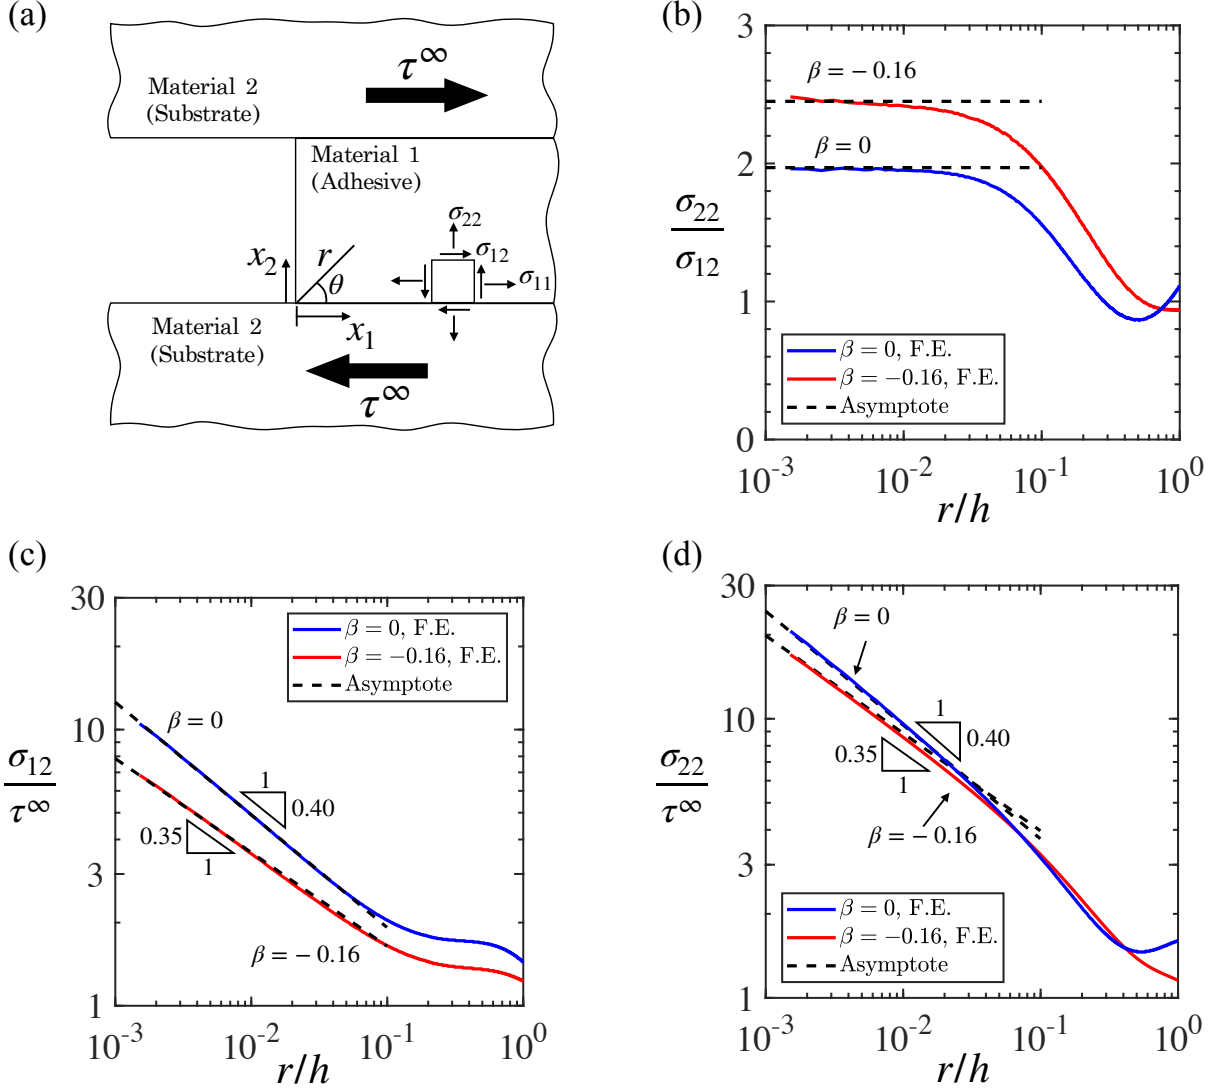 (a)
τ∞
Material 2
(Substrate)
Material 1
(Adhesive)
σ22
σ12
σ11
x2
r
θ
x1
Material 2
(Substrate)
τ∞
(b)
3
2
1
0
σ22
σ12
β = − 0.16
β = 0
β = 0, F.E.
β = −0.16, F.E.
Asymptote
10-3
10-2
10-1
100
r/h
(c)
30
10
3
1
σ12
τ∞
β = 0, F.E.
β = −0.16, F.E.
Asymptote
β = 0
1
0.40
0.35
1
β = − 0.16
10-3
10-2
10-1
100
r/h
(d)
30
10
3
1
σ22
τ∞
β = 0
1
0.40
0.35
1
β = − 0.16
β = 0, F.E.
β = −0.16, F.E.
Asymptote
10-3
10-2
10-1
100
r/h